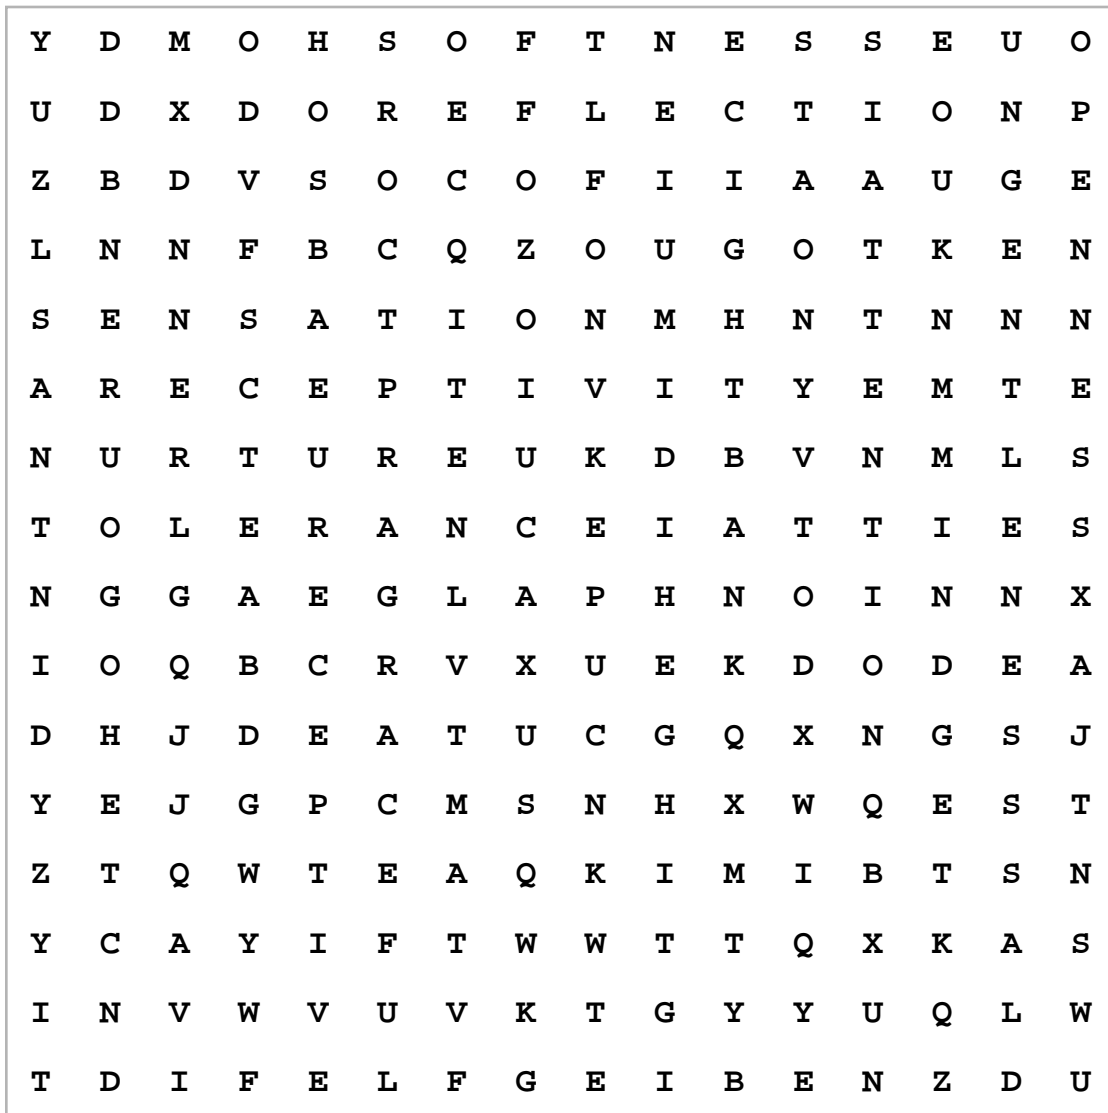 Y D M O H S O F T N E S S E U O
U D X D O R E F L E C T I O N P
Z B D V S O C O F I I A A U G E
L N N F B C Q Z O U G O T K E N
S E N S A T I O N M H N T N N N
A R E C E P T I V I T Y E M T E
N U R T U R E U K D B V N M L S
T O L E R A N C E I A T T I E S
N G G A E G L A P H N O I N N X
I O Q B C R V X U E K D O D E A
D H J D E A T U C G Q X N G S J
Y E J G P C M S N H X W Q E S T
Z T Q W T E A Q K I M I B T S N
Y C A Y I F T W W T T Q X K A S
I N V W V U V K T G Y Y U Q L W
T D I F E L F G E I B E N Z D U